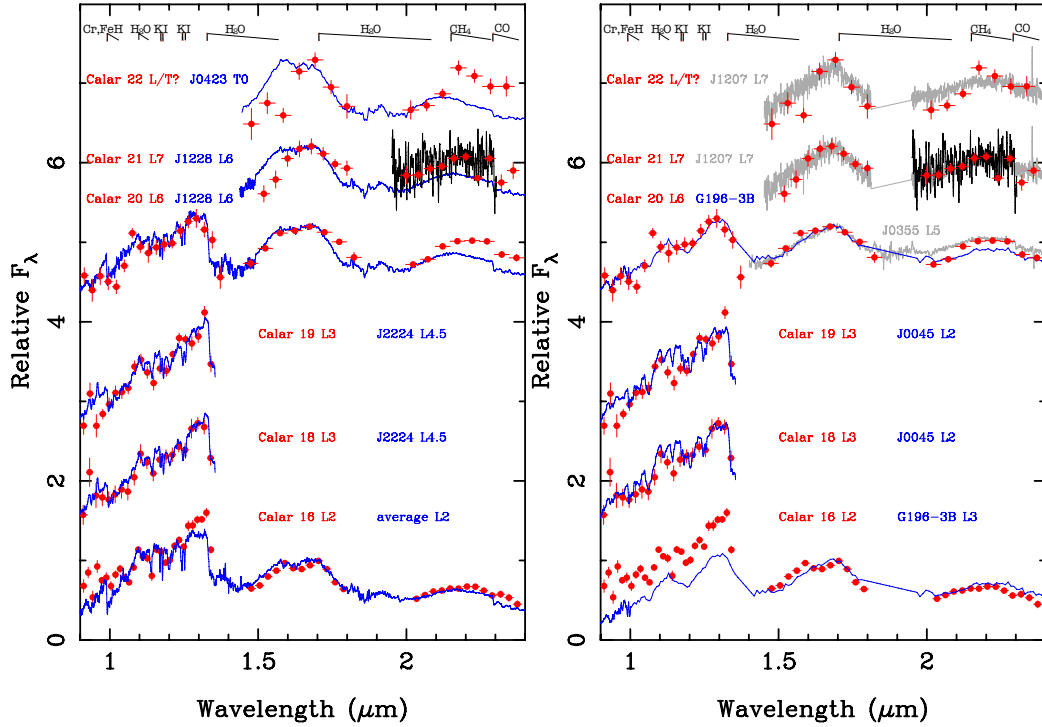 Cr,FeH H₂O KI KI H₂O H₂O CH₄ CO
Calar 22 L/T? J0423 T0
Calar 21 L7 J1228 L6
Calar 20 L6 J1228 L6
Calar 19 L3 J2224 L4.5
Calar 18 L3 J2224 L4.5
Calar 16 L2 average L2
Relative Fλ
0 2 4 6
1 1.5 2
Wavelength (μm)
Cr,FeH H₂O KI KI H₂O H₂O CH₄ CO
Calar 22 L/T? J1207 L7
Calar 21 L7 J1207 L7
Calar 20 L6 G196-3B
J0355 L5
Calar 19 L3 J0045 L2
Calar 18 L3 J0045 L2
Calar 16 L2 G196-3B L3
Relative Fλ
0 2 4 6
1 1.5 2
Wavelength (μm)